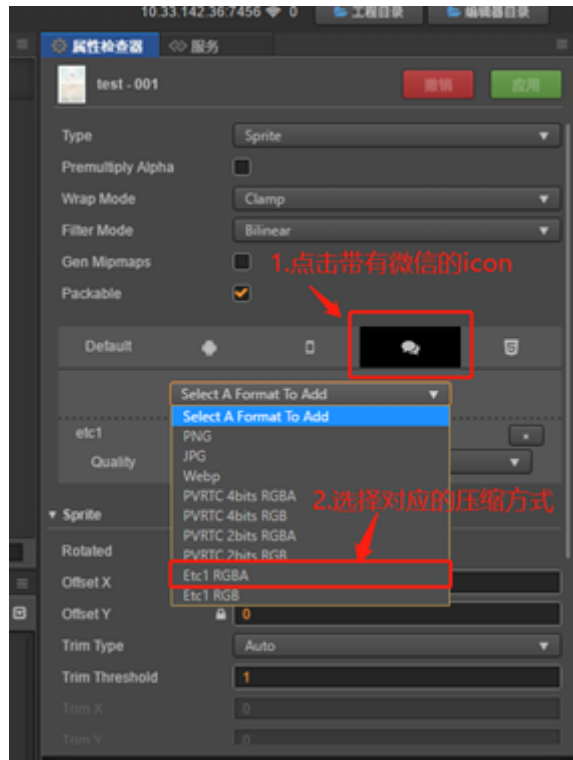 10.33.142.36:7456 0 工程目录 编辑器目录
属性检查器 服务
test - 001 撤销 应用
Type Sprite
Premultiply Alpha
Wrap Mode Clamp
Filter Mode Bilinear
Gen Mipmaps
1.点击带有微信的icon
Packable
Default
Select A Format To Add
Select A Format To Add
etc1
PNG
JPG
Quality
Webp
PVRTC 4bits RGBA
2.选择对应的压缩方式
PVRTC 4bits RGB
Sprite
PVRTC 2bits RGBA
PVRTC 2bits RGB
Rotated
Etc1 RGBA
Offset X
Etc1 RGB
Offset Y 0
Trim Type Auto
Trim Threshold 1
Trim X 0
Trim Y 0